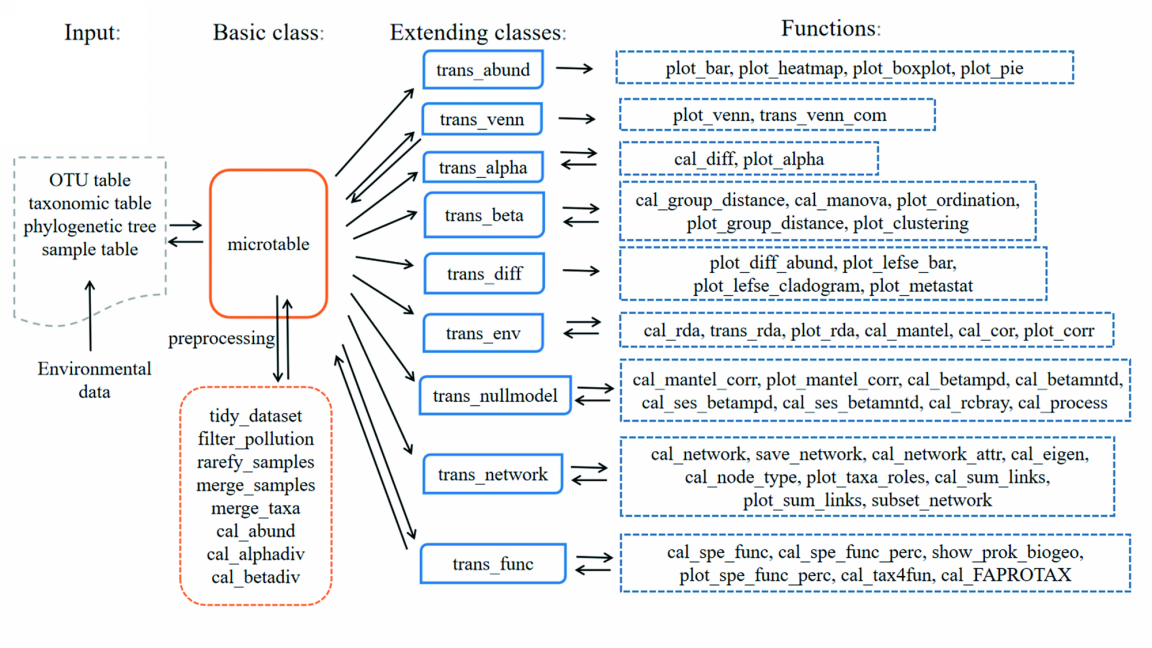 Input:
Basic class:
Extending classes:
Functions:
OTU table
taxonomic table
phylogenetic tree
sample table
Environmental
data
microtable
preprocessing
tidy_dataset
filter_pollution
rarefy_samples
merge_samples
merge_taxa
cal_abund
cal_alphadiv
cal_betadiv
trans_abund
plot_bar, plot_heatmap, plot_boxplot, plot_pie
trans_venn
plot_venn, trans_venn_com
trans_alpha
cal_diff, plot_alpha
trans_beta
cal_group_distance, cal_manova, plot_ordination,
plot_group_distance, plot_clustering
trans_diff
plot_diff_abund, plot_lefse_bar,
plot_lefse_cladogram, plot_metastat
trans_env
cal_rda, trans_rda, plot_rda, cal_mantel, cal_cor, plot_corr
trans_nullmodel
cal_mantel_corr, plot_mantel_corr, cal_betampd, cal_betamntd,
cal_ses_betampd, cal_ses_betamntd, cal_rcbray, cal_process
trans_network
cal_network, save_network, cal_network_attr, cal_eigen,
cal_node_type, plot_taxa_roles, cal_sum_links,
plot_sum_links, subset_network
trans_func
cal_spe_func, cal_spe_func_perc, show_prok_biogeo,
plot_spe_func_perc, cal_tax4fun, cal_FAPROTAX